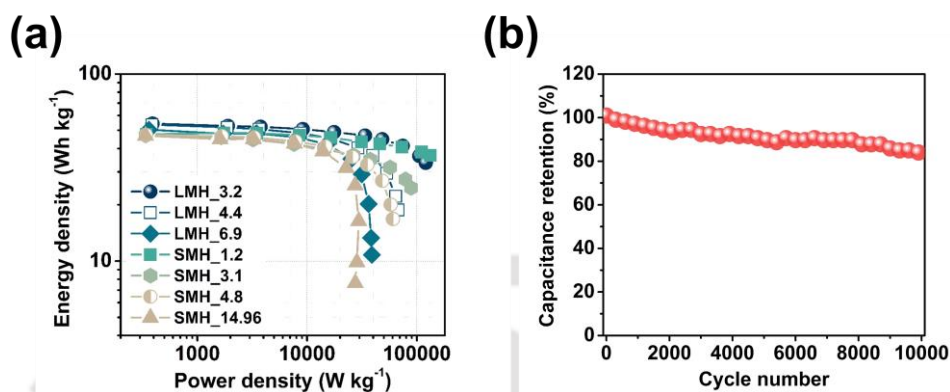 (a)
100
10
Energy density (Wh kg⁻¹)
LMH_3.2
LMH_4.4
LMH_6.9
SMH_1.2
SMH_3.1
SMH_4.8
SMH_14.96
1000 10000 100000
Power density (W kg⁻¹)
(b)
120
100
80
60
40
20
0
Capacitance retention (%)
0 2000 4000 6000 8000 10000
Cycle number